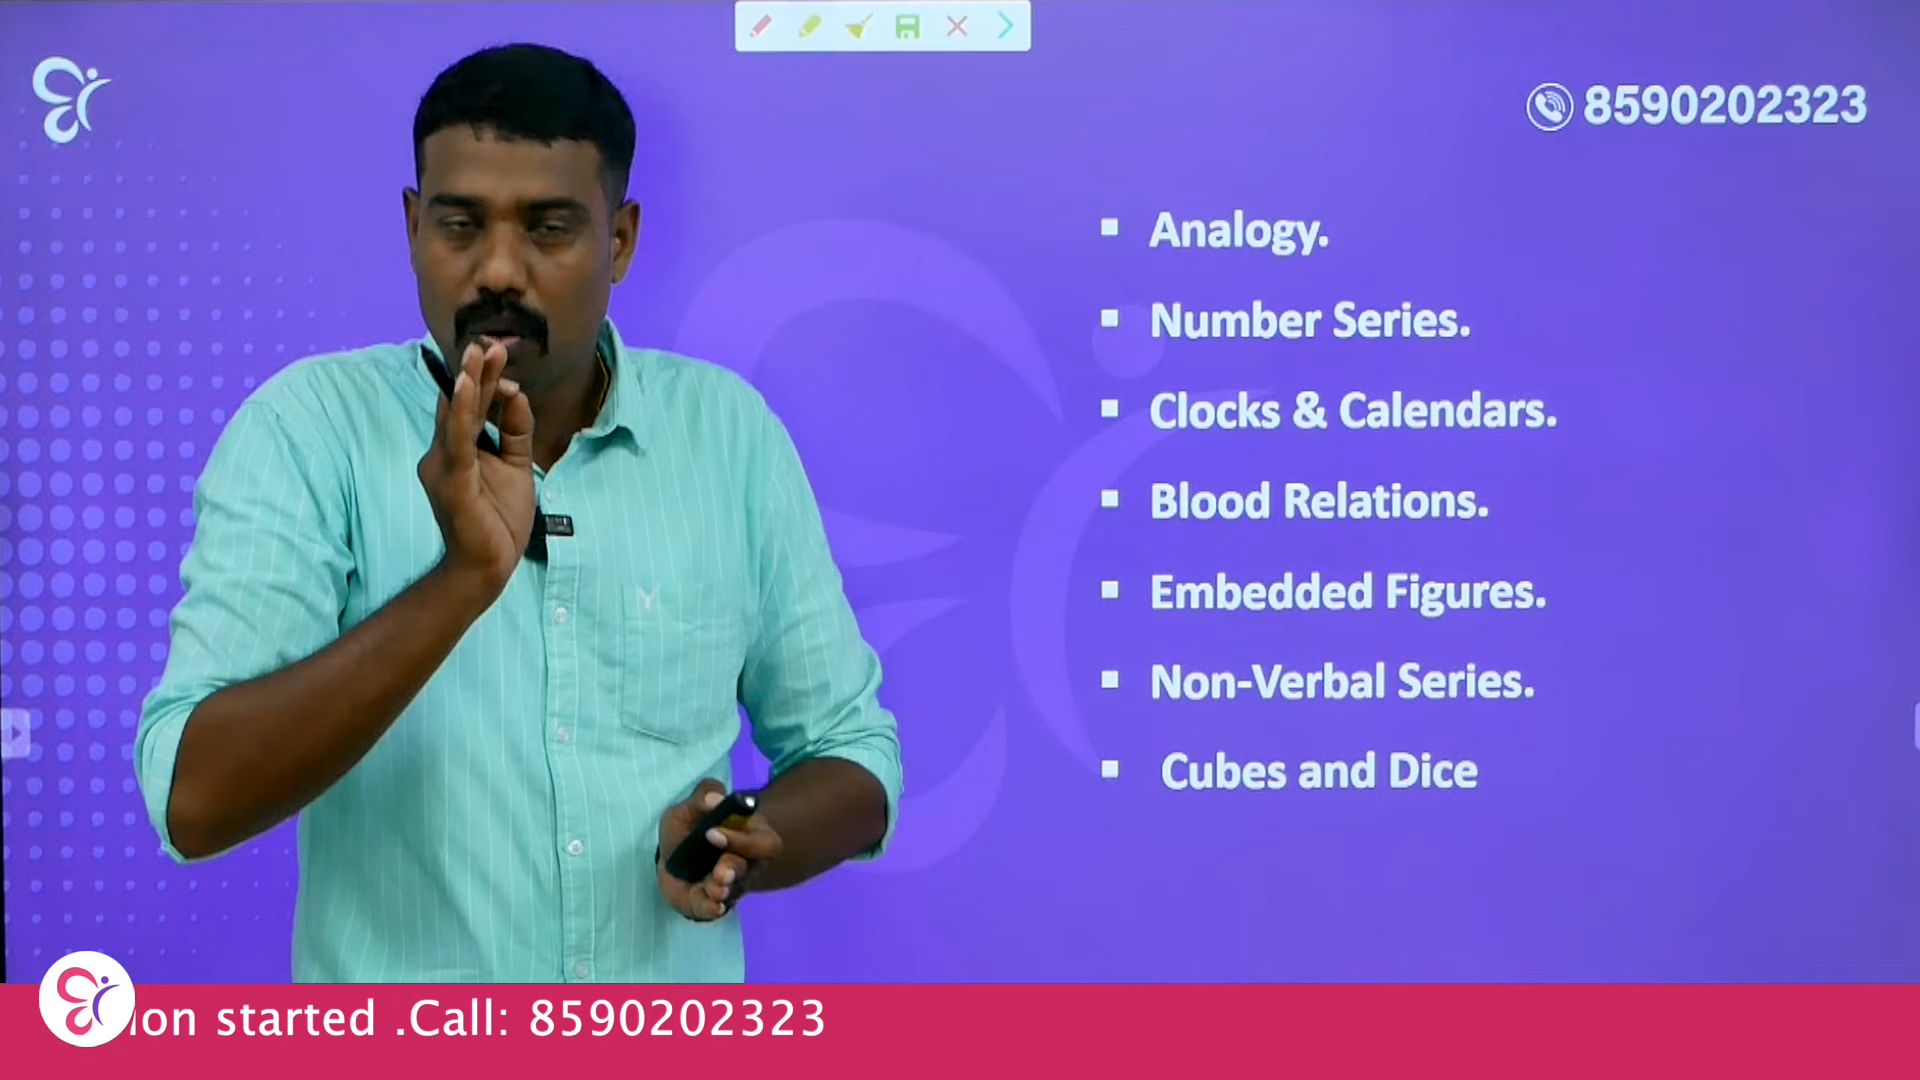 8590202323
Analogy.
Number Series.
Clocks & Calendars.
Blood Relations.
Embedded Figures.
Non-Verbal Series.
Cubes and Dice
started .Call: 8590202323